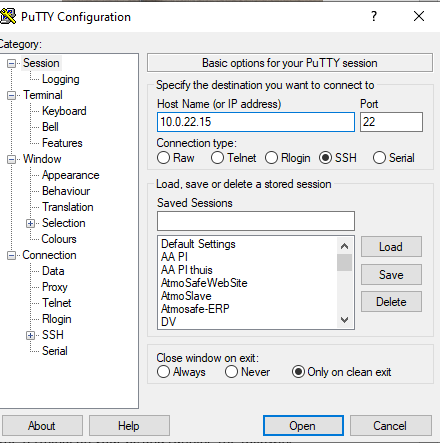 PuTTY Configuration
?
Category:
Session
Logging
Terminal
Keyboard
Bell
Features
Window
Appearance
Behaviour
Translation
Selection
Colours
Connection
Data
Proxy
Telnet
Rlogin
SSH
Serial
Basic options for your PuTTY session
Specify the destination you want to connect to
Host Name (or IP address) Port
10.0.22.15 22
Connection type:
Raw Telnet Rlogin SSH Serial
Load, save or delete a stored session
Saved Sessions
Default Settings
AA PI
AA PI thuis
AtmoSafeWebSite
AtmoSlave
Atmosafe-ERP
DV
Load
Save
Delete
Close window on exit:
Always Never Only on clean exit
About Help Open Cancel